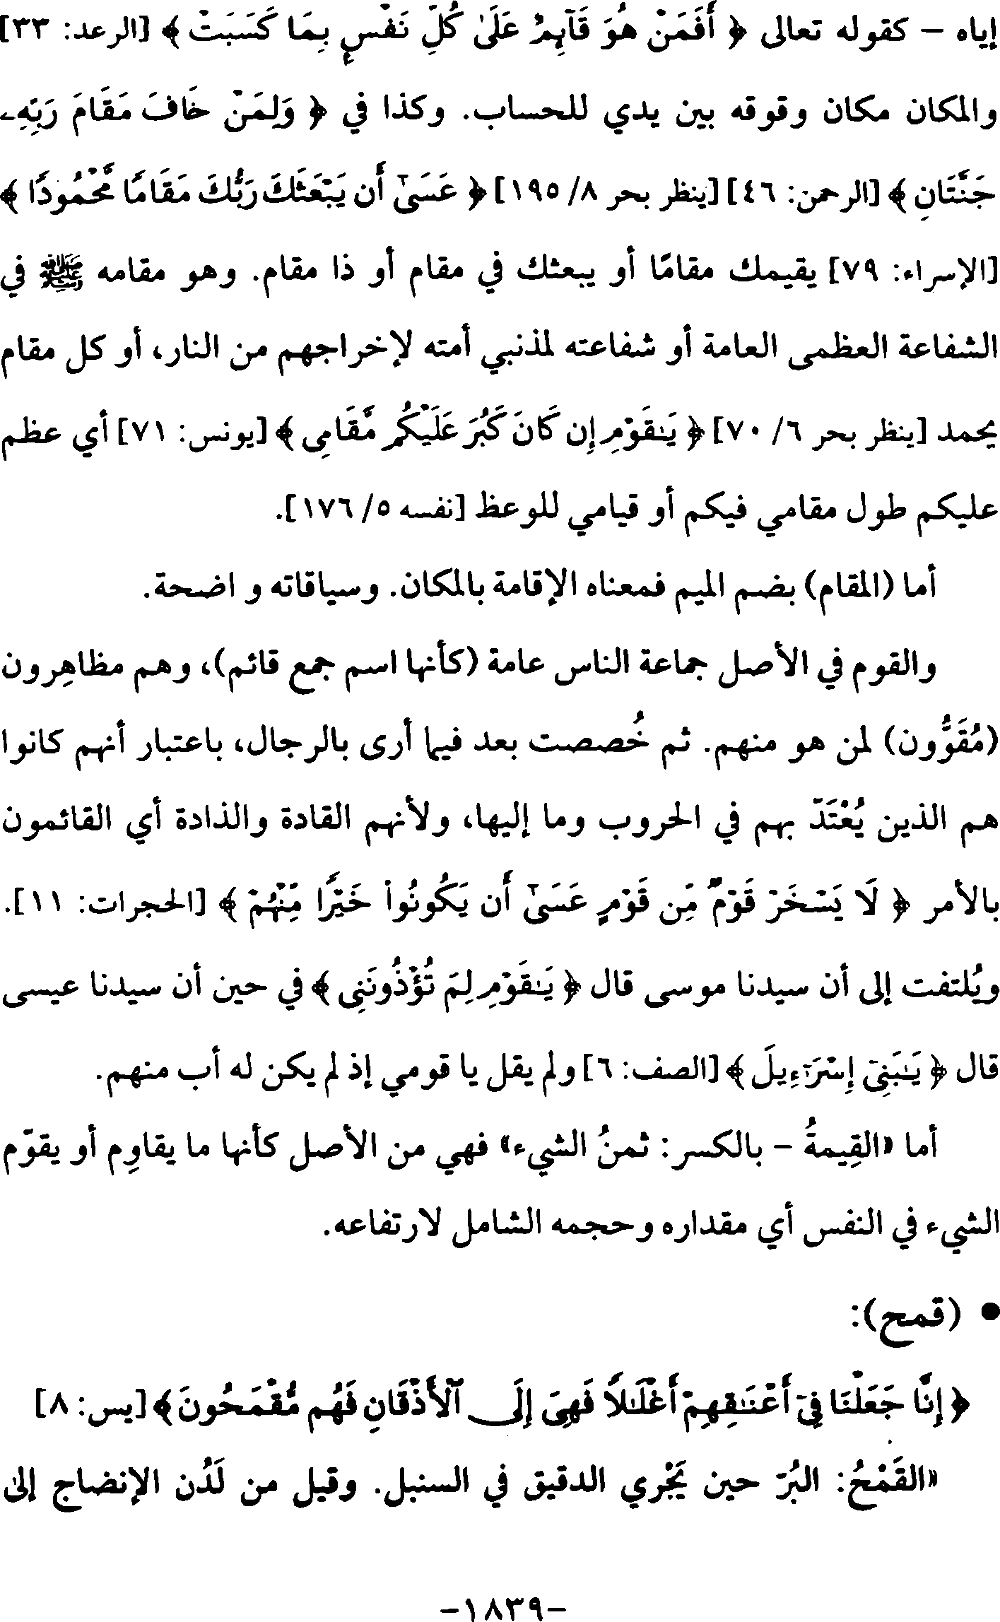 إياه – كقوله تعالى ﴿ أَفَمَنْ هُوَ قَآئِمٌ عَلَىٰ كُلِّ نَفْسٍۭ بِمَا كَسَبَتْ ﴾ [الرعد: ٣٣]
والمكان مكان وقوقه بين يدي للحساب. وكذا في ﴿ وَلِمَنْ خَافَ مَقَامَ رَبِّهِۦ
جَنَّتَانِ ﴾ [الرحمن: ٤٦] [ينظر بحر ٨/ ١٩٥] ﴿ عَسَىٰٓ أَن يَبْعَثَكَ رَبُّكَ مَقَامًا مَّحْمُودًا ﴾
[الإسراء: ٧٩] يقيمك مقامًا أو يبعثك في مقام أو ذا مقام. وهو مقامه ﷺ في
الشفاعة العظمى العامة أو شفاعته لمذنبي أمته لإخراجهم من النار، أو كل مقام
يحمد [ينظر بحر ٦/ ٧٠] ﴿ يَـٰقَوْمِ إِن كَانَ كَبُرَ عَلَيْكُم مَّقَامِى ﴾ [يونس: ٧١] أي عظم
عليكم طول مقامي فيكم أو قيامي للوعظ [نفسه ٥/ ١٧٦].
أما (المقام) بضم الميم فمعناه الإقامة بالمكان. وسياقاته و اضحة.
والقوم في الأصل جماعة الناس عامة (كأنها اسم جمع قائم)، وهم مظاهِرون
(مُقَوُّون) لمن هو منهم. ثم خُصصت بعد فيما أرى بالرجال، باعتبار أنهم كانوا
هم الذين يُعْتَدّ بهم في الحروب وما إليها، ولأنهم القادة والذادة أي القائمون
بالأمر ﴿ لَا يَسْخَرْ قَوْمٌ مِّن قَوْمٍ عَسَىٰٓ أَن يَكُونُوا۟ خَيْرًا مِّنْهُمْ ﴾ [الحجرات: ١١].
ويُلتفت إلى أن سيدنا موسى قال ﴿ يَـٰقَوْمِ لِمَ تُؤْذُونَنِى ﴾ في حين أن سيدنا عيسى
قال ﴿ يَـٰبَنِىٓ إِسْرَٰٓءِيلَ ﴾ [الصف: ٦] ولم يقل يا قومي إذ لم يكن له أب منهم.
أما «القِيمةُ – بالكسر: ثمنُ الشيء» فهي من الأصل كأنها ما يقاوِم أو يقوّم
الشيء في النفس أي مقداره وحجمه الشامل لارتفاعه.
• (قمح):
﴿ إِنَّا جَعَلْنَا فِىٓ أَعْنَـٰقِهِمْ أَغْلَـٰلًا فَهِىَ إِلَى ٱلْأَذْقَانِ فَهُم مُّقْمَحُونَ ﴾ [يس: ٨]
«القَمْحُ: البُرّ حين يَجْري الدقيق في السنبل. وقيل من لَدُن الإنضاج إلى
-١٨٣٩-